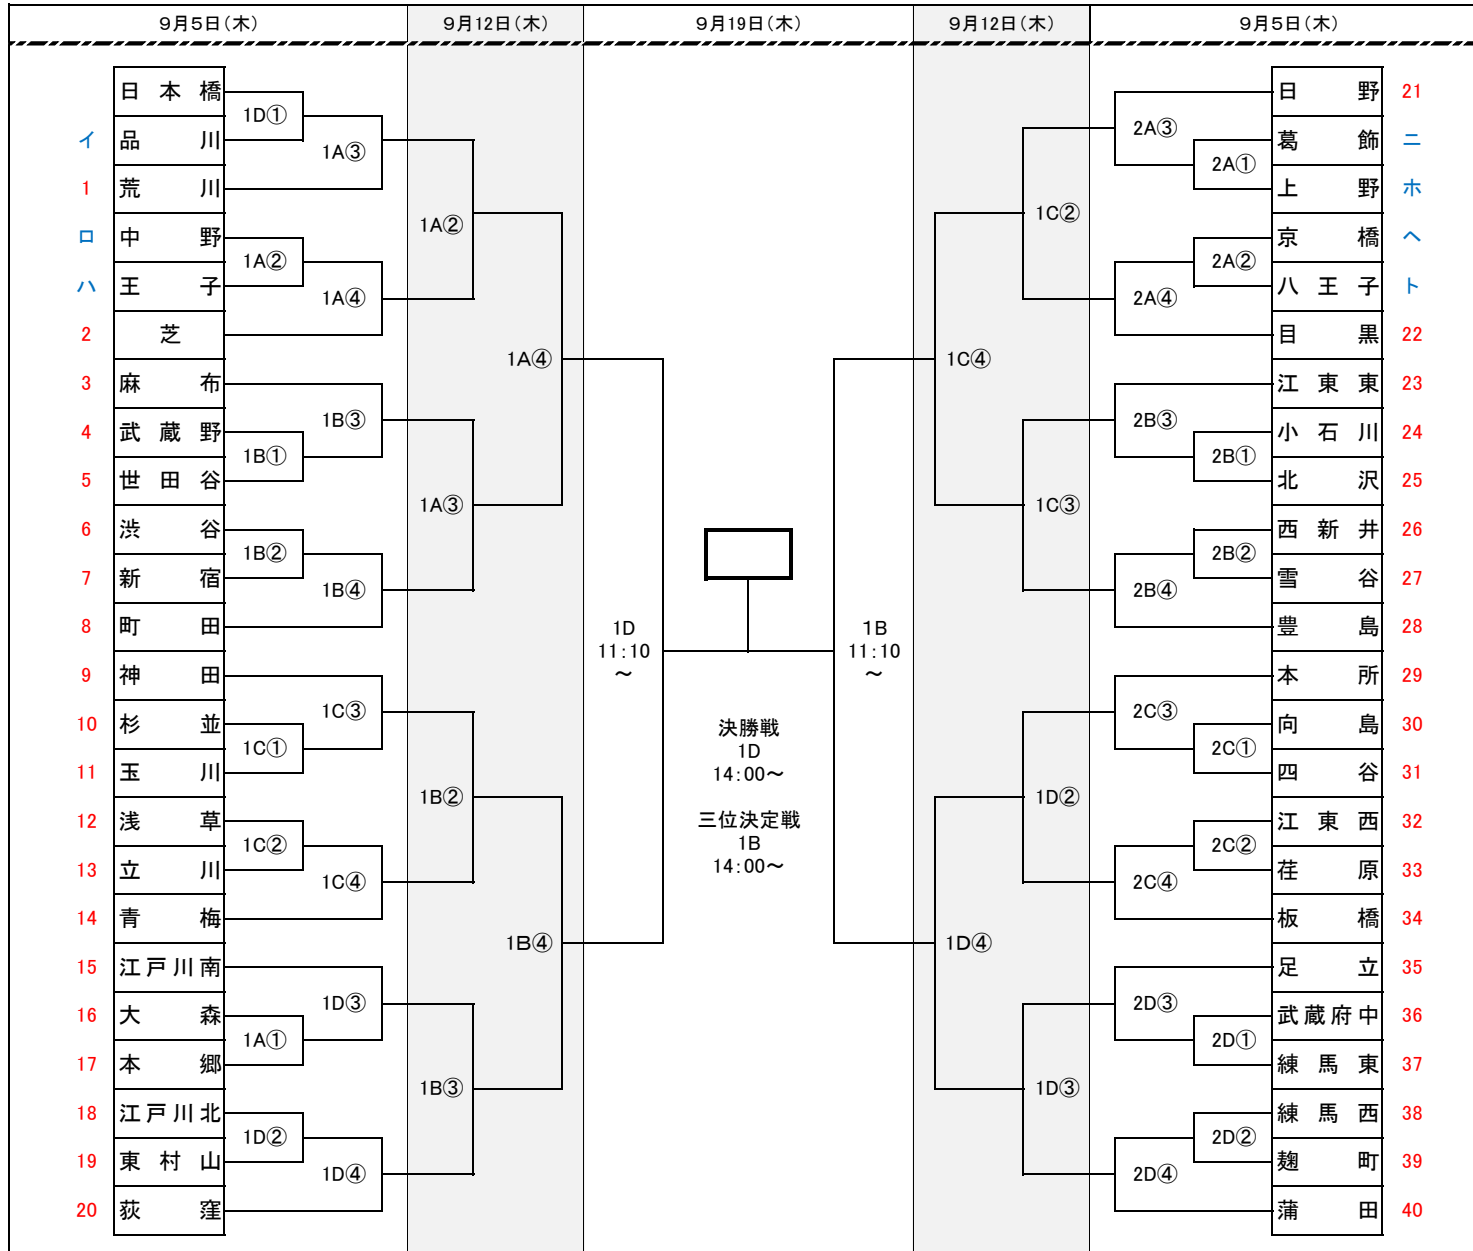 9月5日(木) 9月12日(木) 9月19日(木) 9月12日(木) 9月5日(木)
日本橋
イ 品川
1 荒川
ロ 中野
ハ 王子
2 芝
3 麻布
4 武蔵野
5 世田谷
6 渋谷
7 新宿
8 町田
9 神田
10 杉並
11 玉川
12 浅草
13 立川
14 青梅
15 江戸川南
16 大森
17 本郷
18 江戸川北
19 東村山
20 荻窪
1D①
1A②
1B①
1B②
1C①
1C②
1A①
1D②
1A③
1A④
1B③
1B④
1C③
1C④
1D③
1D④
1A②
1A③
1B②
1B③
1A④
1B④
1D
11:10
～
決勝戦
1D
14:00～
三位決定戦
1B
14:00～
1B
11:10
～
1C④
1D④
1C②
1C③
1D②
1D③
2A③
2A④
2B③
2B④
2C③
2C④
2D③
2D④
2A①
2A②
2B①
2B②
2C①
2C②
2D①
2D②
日野 21
葛飾 ニ
上野 ホ
京橋 ヘ
八王子 ト
目黒 22
江東東 23
小石川 24
北沢 25
西新井 26
雪谷 27
豊島 28
本所 29
向島 30
四谷 31
江東西 32
荏原 33
板橋 34
足立 35
武蔵府中 36
練馬東 37
練馬西 38
麹町 39
蒲田 40